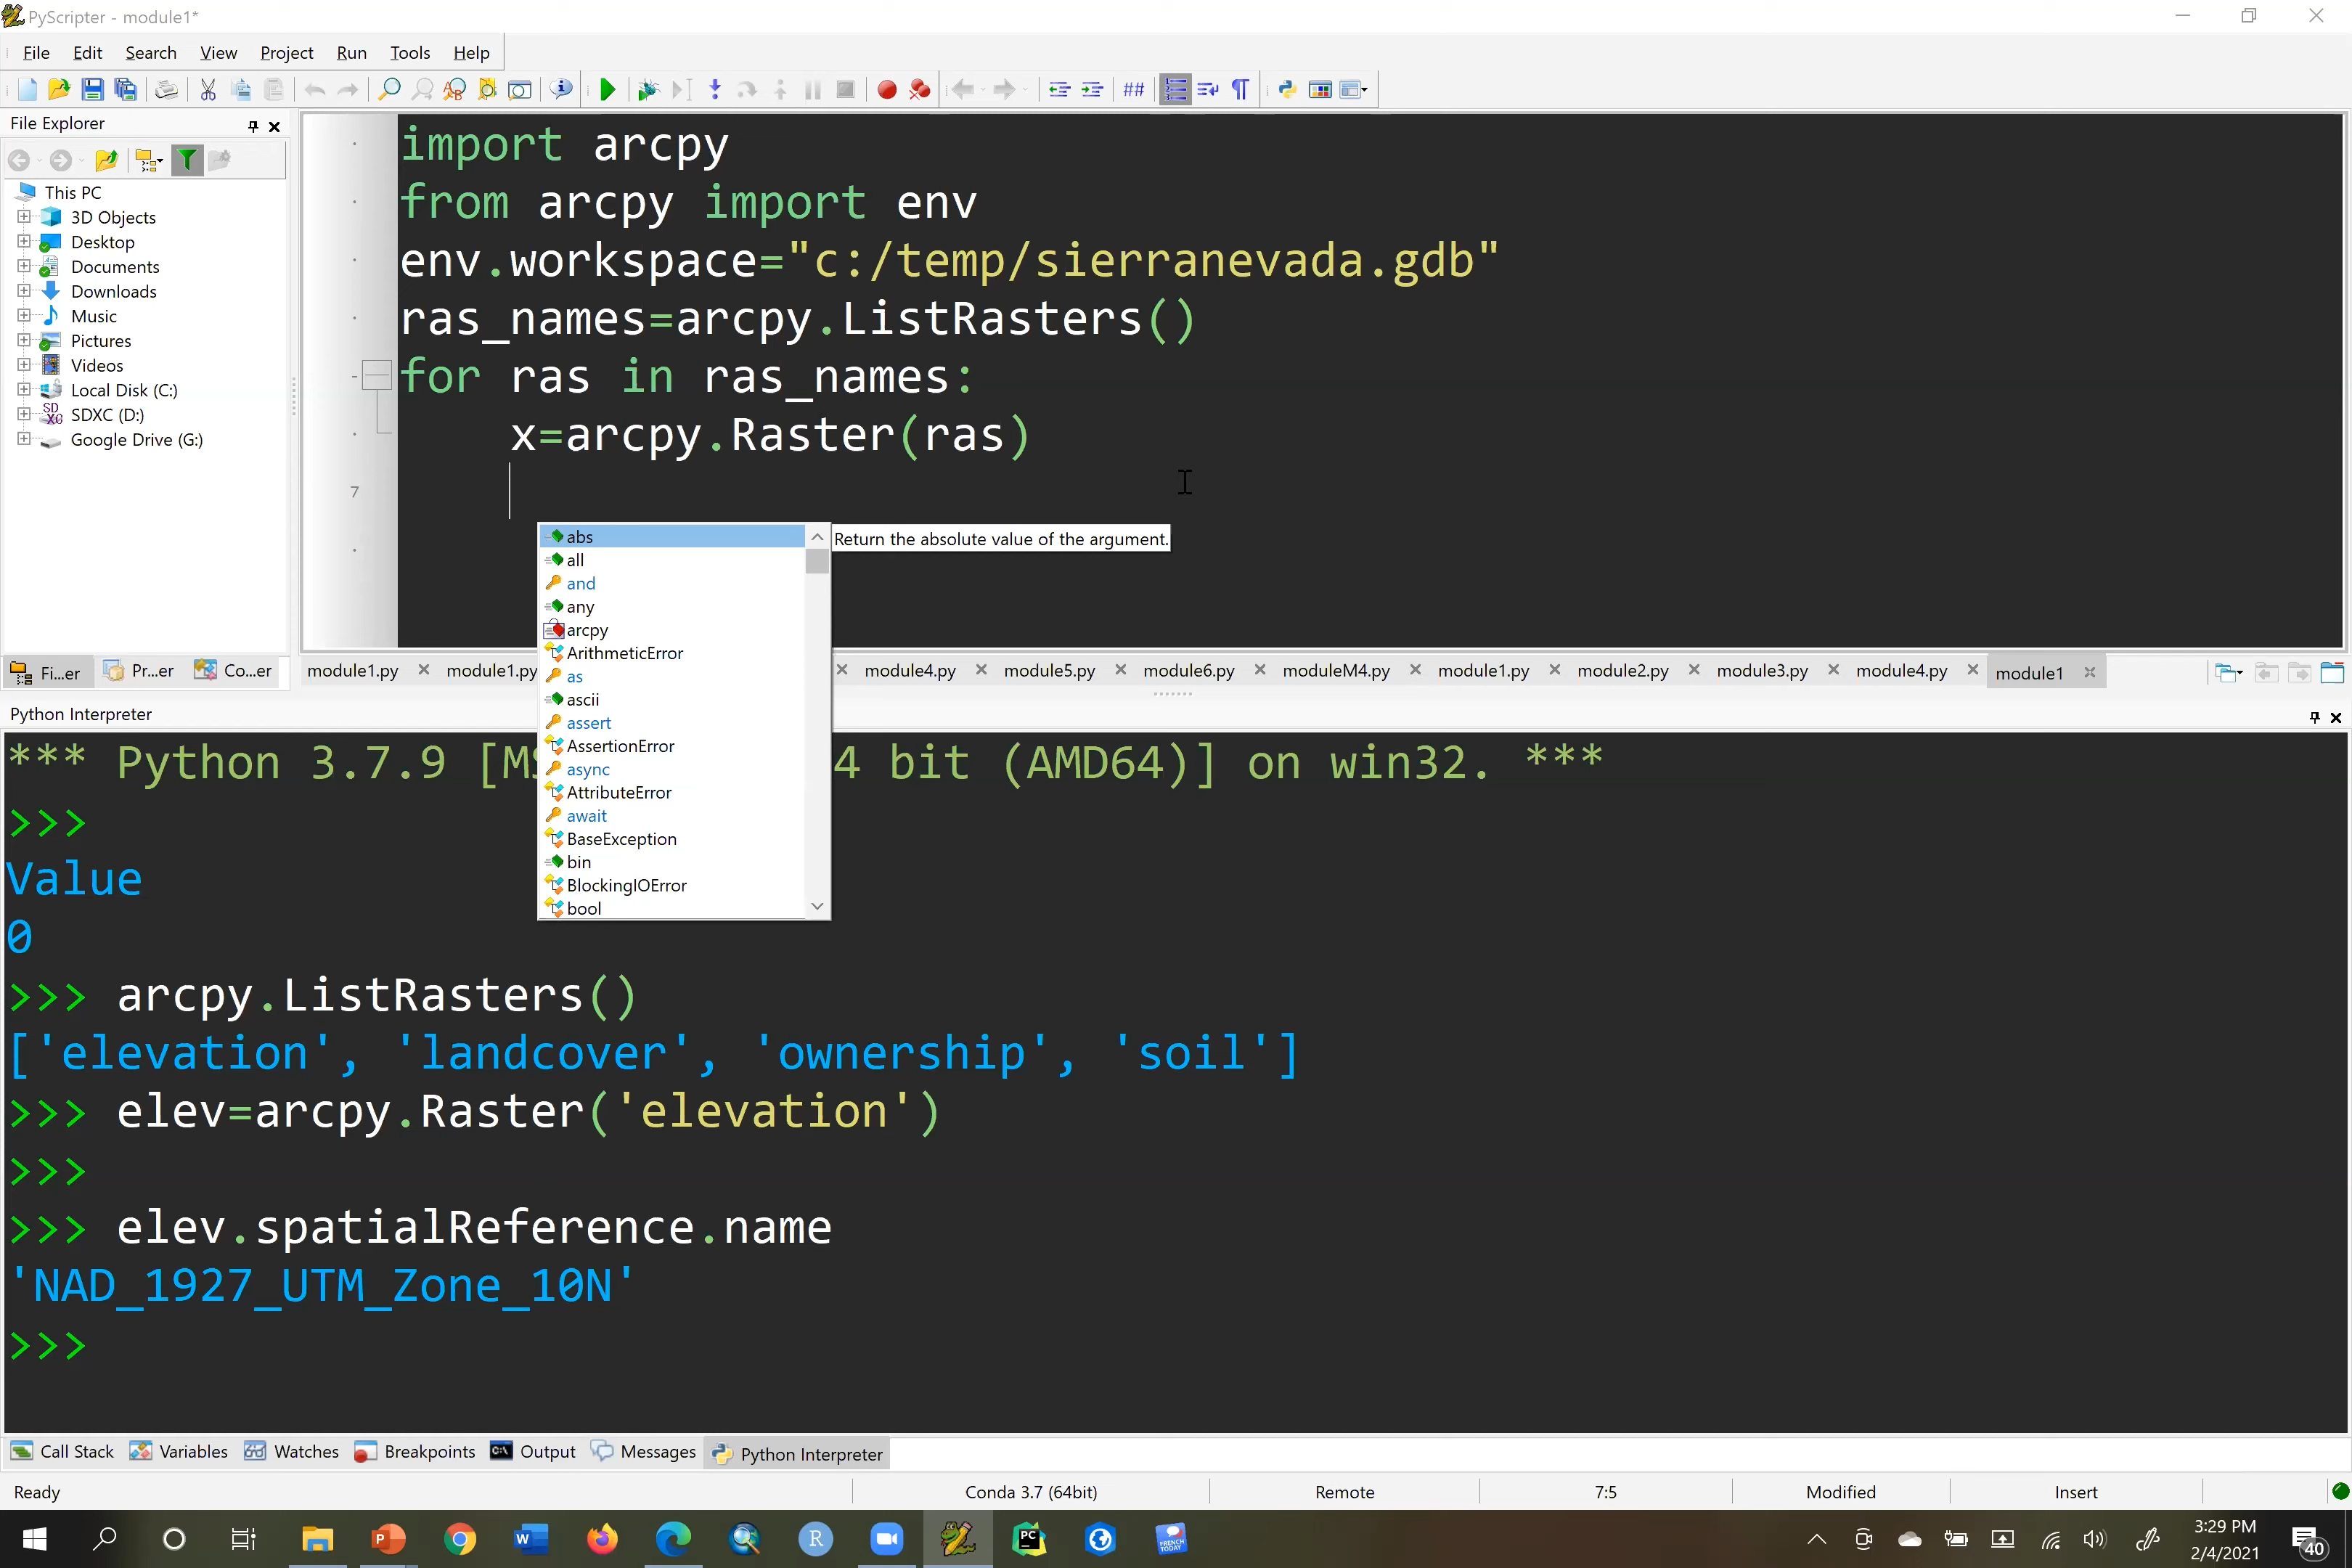 PyScripter - module1*
File Edit Search View Project Run Tools Help
File Explorer
This PC
3D Objects
Desktop
Documents
Downloads
Music
Pictures
Videos
Local Disk (C:)
SDXC (D:)
Google Drive (G:)
Fi...er Pr...er Co...er
import arcpy
from arcpy import env
env.workspace="c:/temp/sierranevada.gdb"
ras_names=arcpy.ListRasters()
for ras in ras_names:
x=arcpy.Raster(ras)
7
abs
Return the absolute value of the argument.
all
and
any
arcpy
ArithmeticError
as
ascii
assert
AssertionError
async
AttributeError
await
BaseException
bin
BlockingIOError
bool
module1.py module1.py module4.py module5.py module6.py moduleM4.py module1.py module2.py module3.py module4.py module1
Python Interpreter
*** Python 3.7.9 [MS 4 bit (AMD64)] on win32. ***
>>>
Value
0
>>> arcpy.ListRasters()
['elevation', 'landcover', 'ownership', 'soil']
>>> elev=arcpy.Raster('elevation')
>>>
>>> elev.spatialReference.name
'NAD_1927_UTM_Zone_10N'
>>>
Call Stack Variables Watches Breakpoints Output Messages Python Interpreter
Ready Conda 3.7 (64bit) Remote 7:5 Modified Insert
3:29 PM
2/4/2021
40